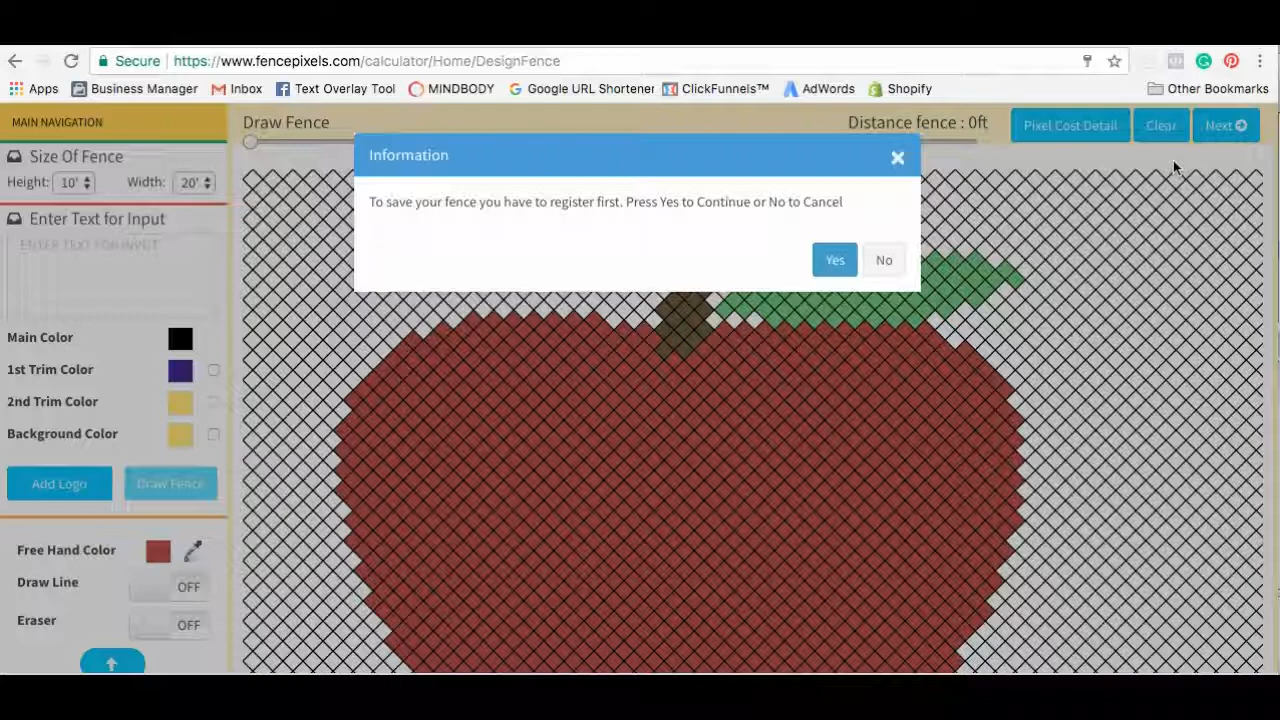 Secure https://www.fencepixels.com/calculator/Home/DesignFence
Apps Business Manager Inbox Text Overlay Tool MINDBODY Google URL Shortener ClickFunnels™ AdWords Shopify Other Bookmarks
MAIN NAVIGATION
Draw Fence
Distance fence : 0ft
Pixel Cost Detail
Clear
Next
Information
To save your fence you have to register first. Press Yes to Continue or No to Cancel
Yes No
Size Of Fence
Height: 10' Width: 20'
Enter Text for Input
ENTER TEXT FOR INPUT
Main Color
1st Trim Color
2nd Trim Color
Background Color
Add Logo Draw Fence
Free Hand Color
Draw Line OFF
Eraser OFF